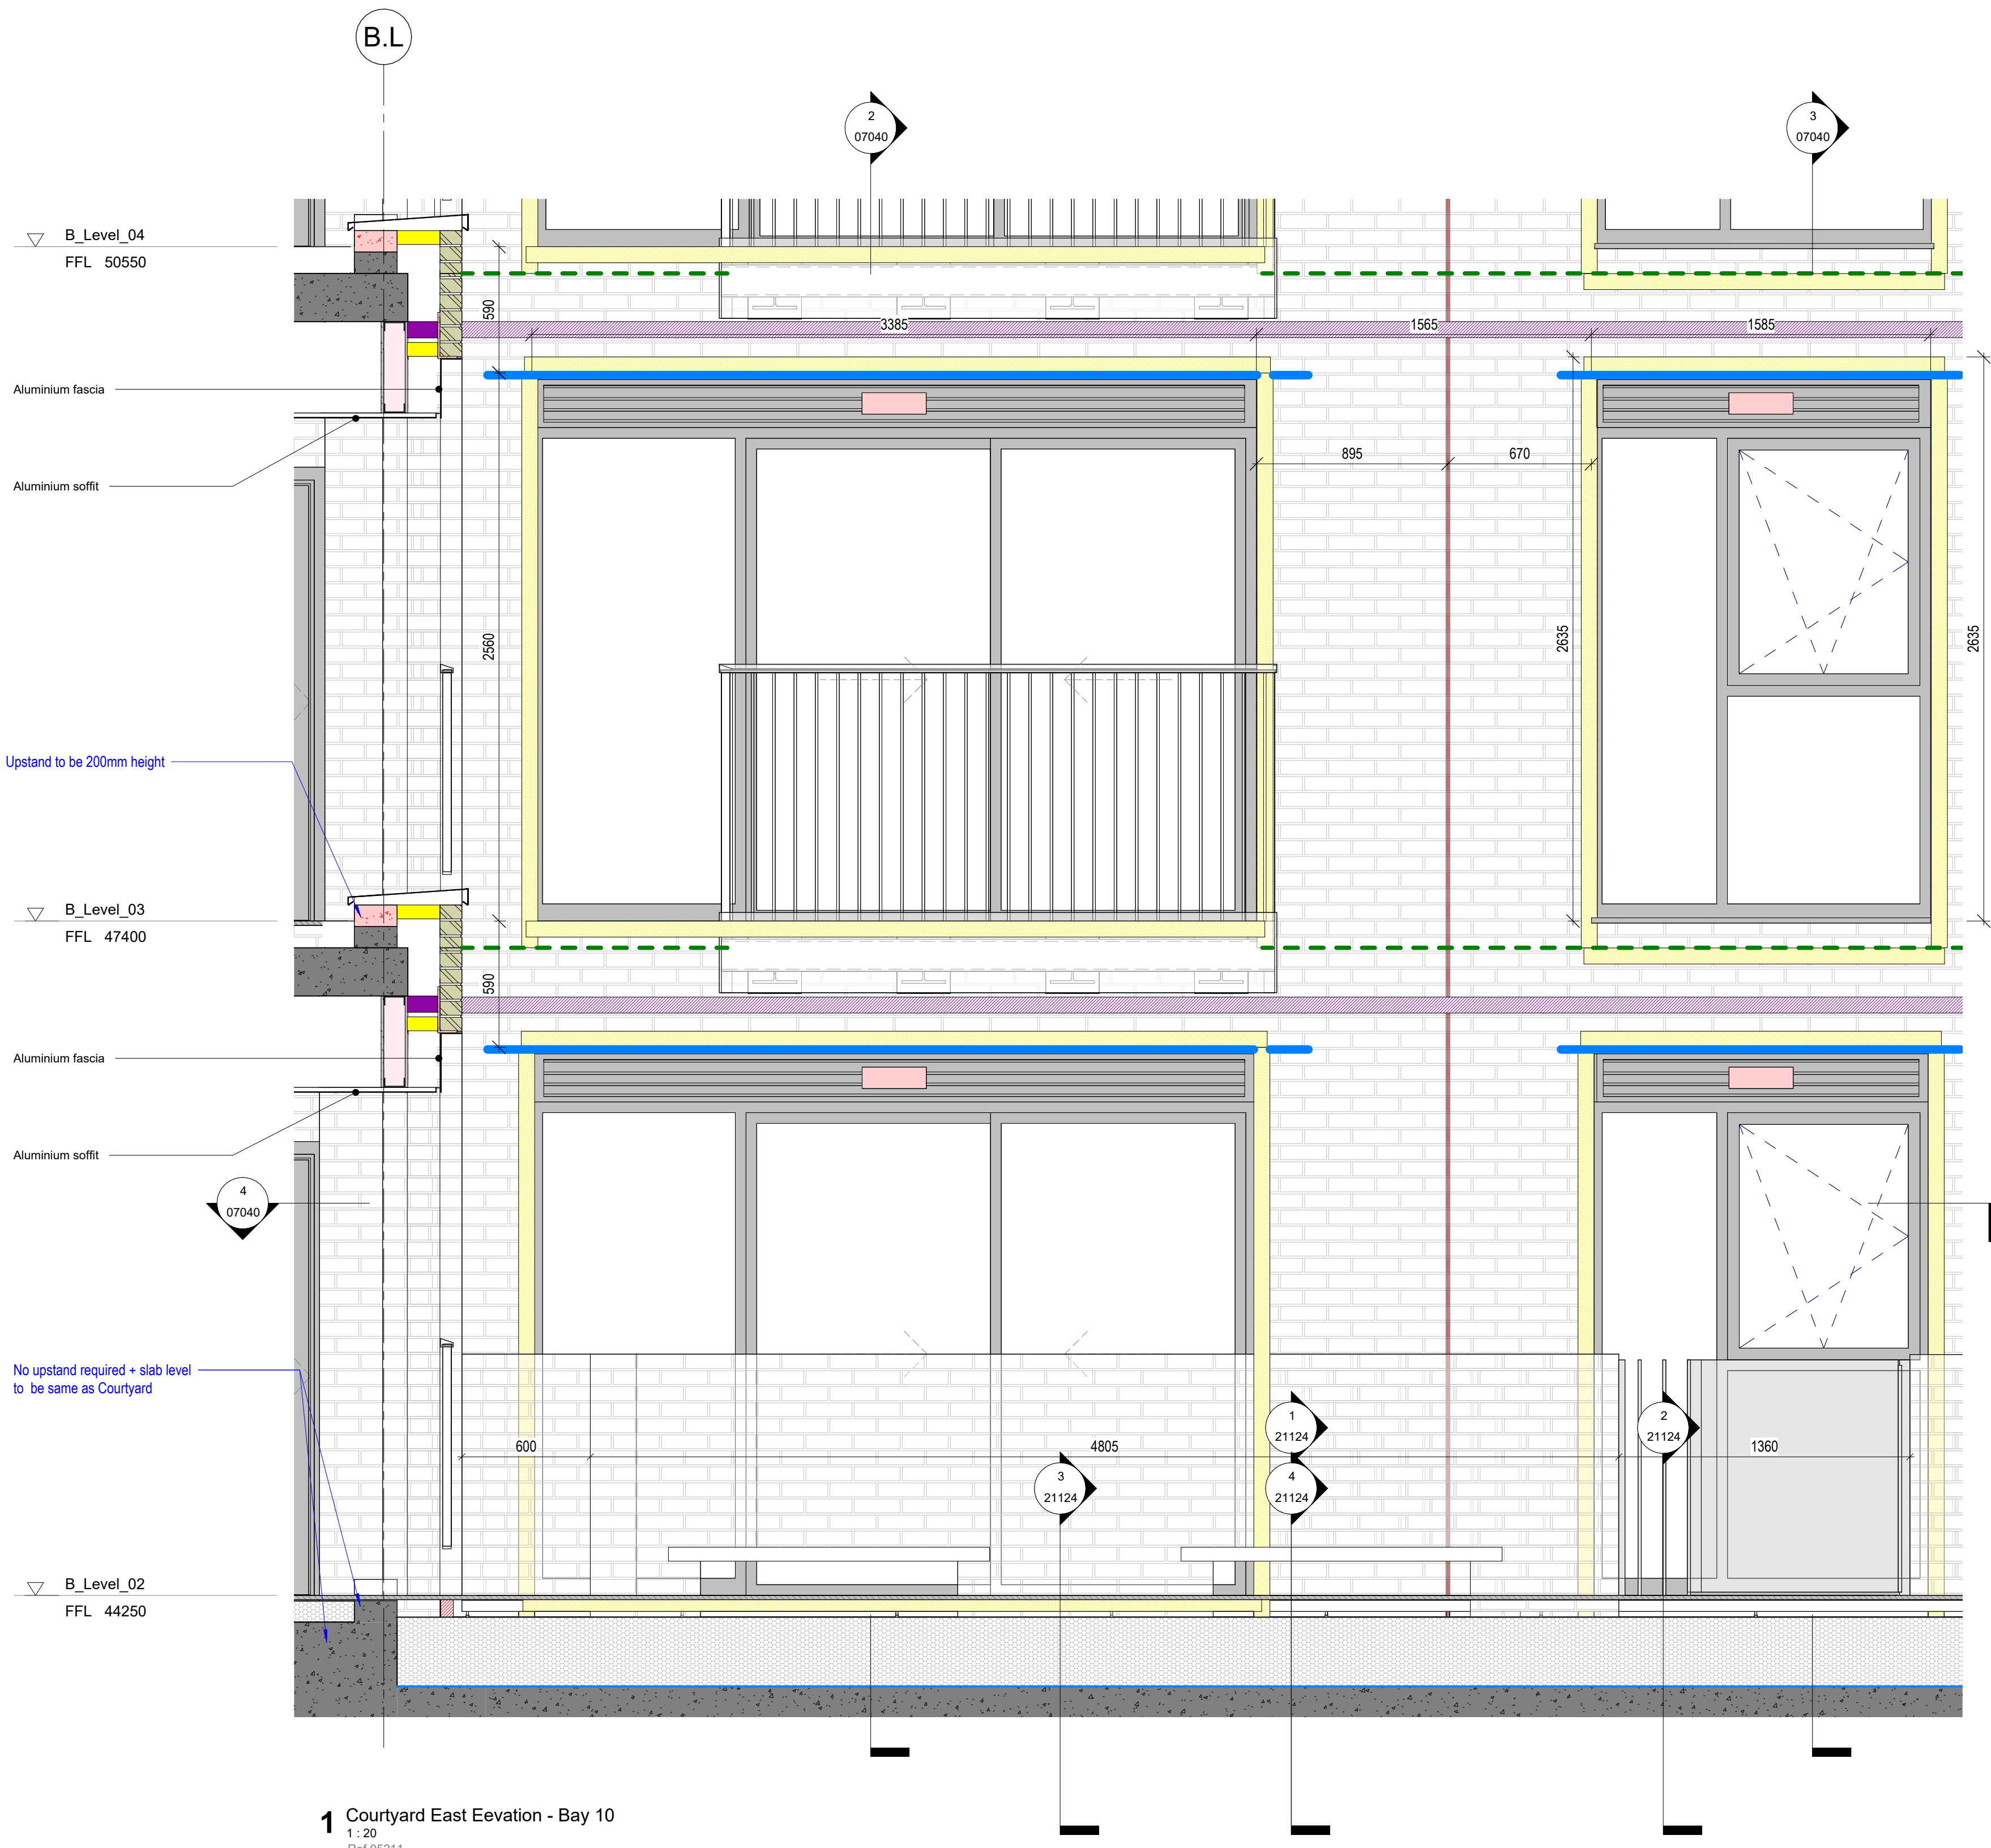 B.L
2
07040
3
07040
B_Level_04
FFL 50550
590
3385
1565
1585
Aluminium fascia
895
670
Aluminium soffit
2560
2635
2635
Upstand to be 200mm height
B_Level_03
FFL 47400
590
Aluminium fascia
Aluminium soffit
4
07040
No upstand required + slab level
to be same as Courtyard
1
21124
2
21124
600
4805
1360
3
21124
4
21124
B_Level_02
FFL 44250
1 Courtyard East Eevation - Bay 10
1 : 20